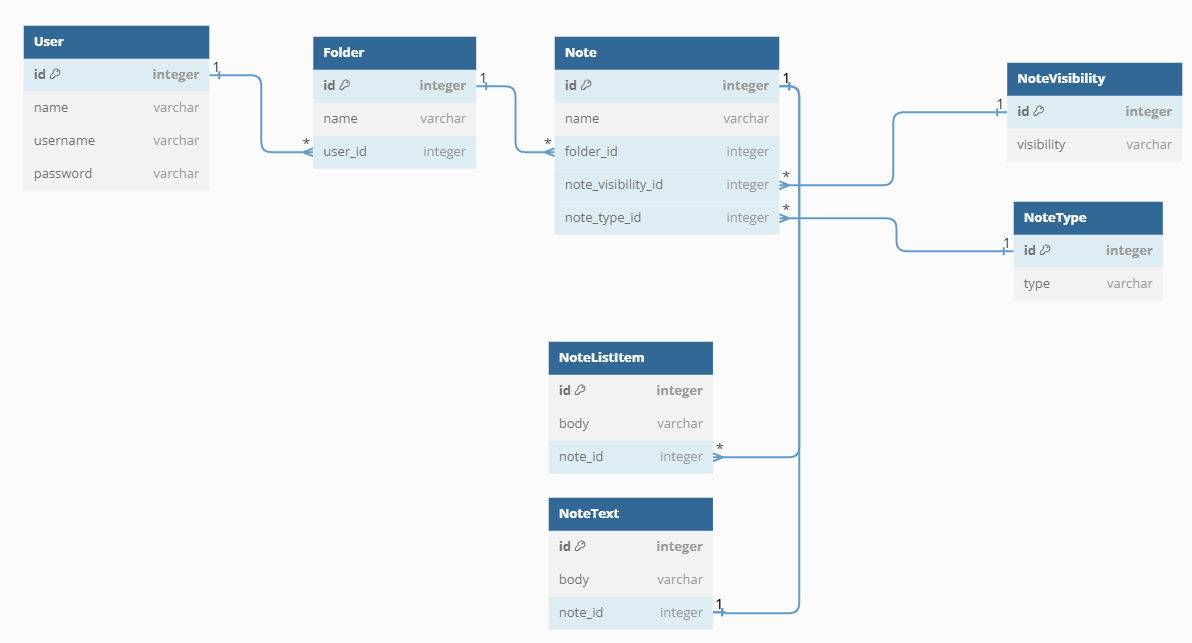 User
id integer
name varchar
username varchar
password varchar
1
*
Folder
id integer
name varchar
user_id integer
1
*
Note
id integer
name varchar
folder_id integer
note_visibility_id integer
note_type_id integer
1
*
*
NoteVisibility
id integer
visibility varchar
1
NoteType
id integer
type varchar
1
NoteListItem
id integer
body varchar
note_id integer
*
NoteText
id integer
body varchar
note_id integer
1